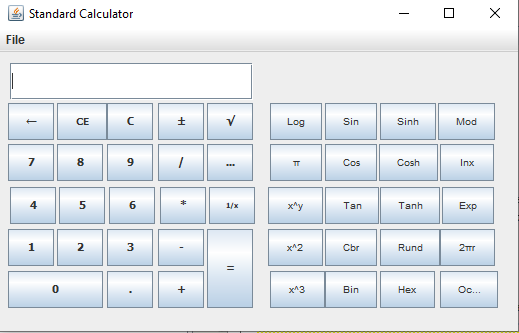 Standard Calculator
File
← CE C ± √ Log Sin Sinh Mod
7 8 9 / ... π Cos Cosh Inx
4 5 6 * 1/x x^y Tan Tanh Exp
1 2 3 - = x^2 Cbr Rund 2πr
0 . + x^3 Bin Hex Oc...